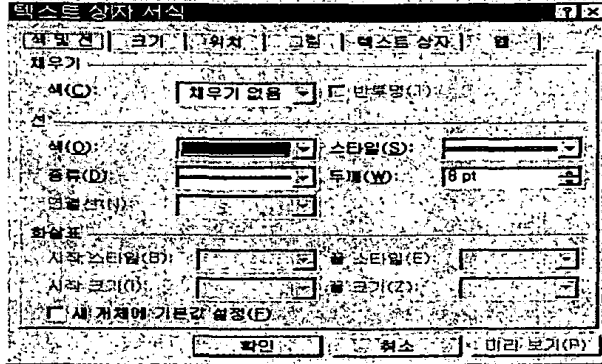 텍스트 상자 서식
색 및 선 크기 위치 그림 텍스트 상자 웹
채우기
색(C): 채우기 없음 반투명(T)
선
색(O): 스타일(S):
종류(D): 두께(W): 8 pt
연결선(N):
화살표
시작 스타일(B): 끝 스타일(E):
시작 크기(I): 끝 크기(Z):
새 개체에 기본값 설정(F)
확인 취소 미리 보기(P)